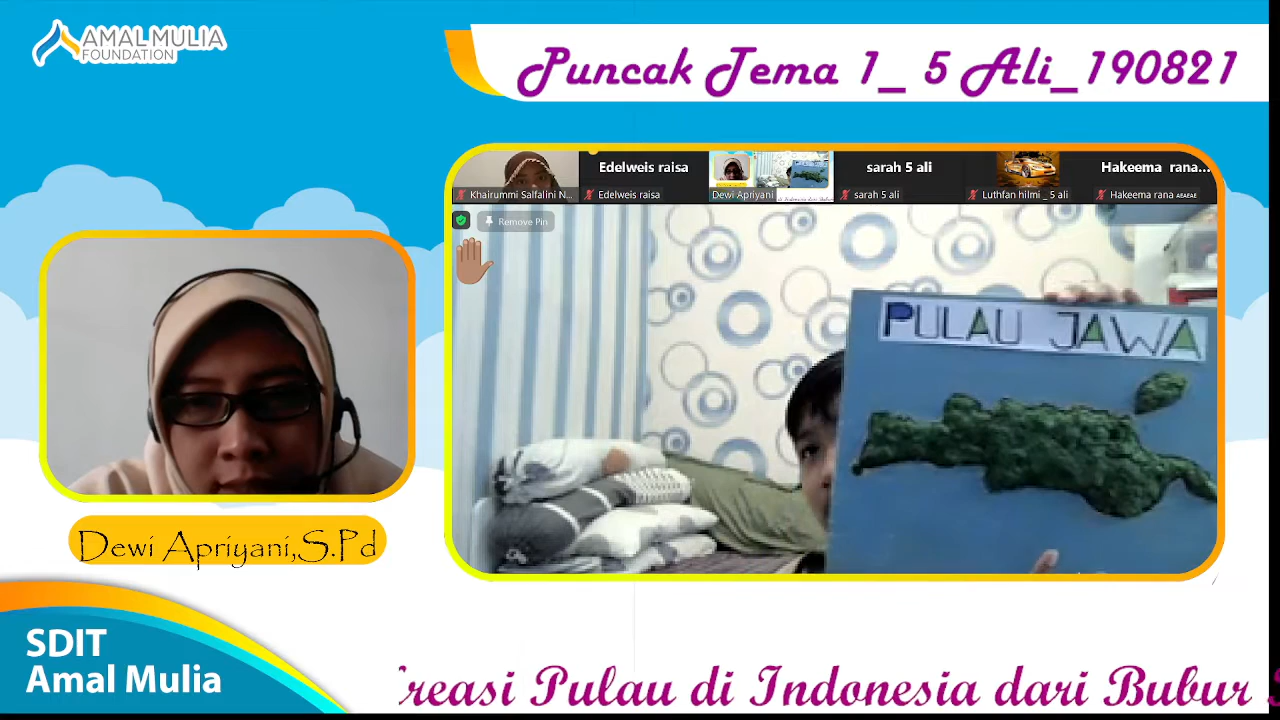 AMAL MULIA
FOUNDATION
Puncak Tema 1_ 5 Ali_190821
Edelweis raisa
sarah 5 ali
Hakeema rana...
Khairummi Salfalini N...
Edelweis raisa
Dewi Apriyani
sarah 5 ali
Luthfan hilmi _ 5 ali
Hakeema rana
Remove Pin
PULAU JAWA
Dewi Apriyani,S.Pd
SDIT
Amal Mulia
reasi Pulau di Indonesia dari Bubur